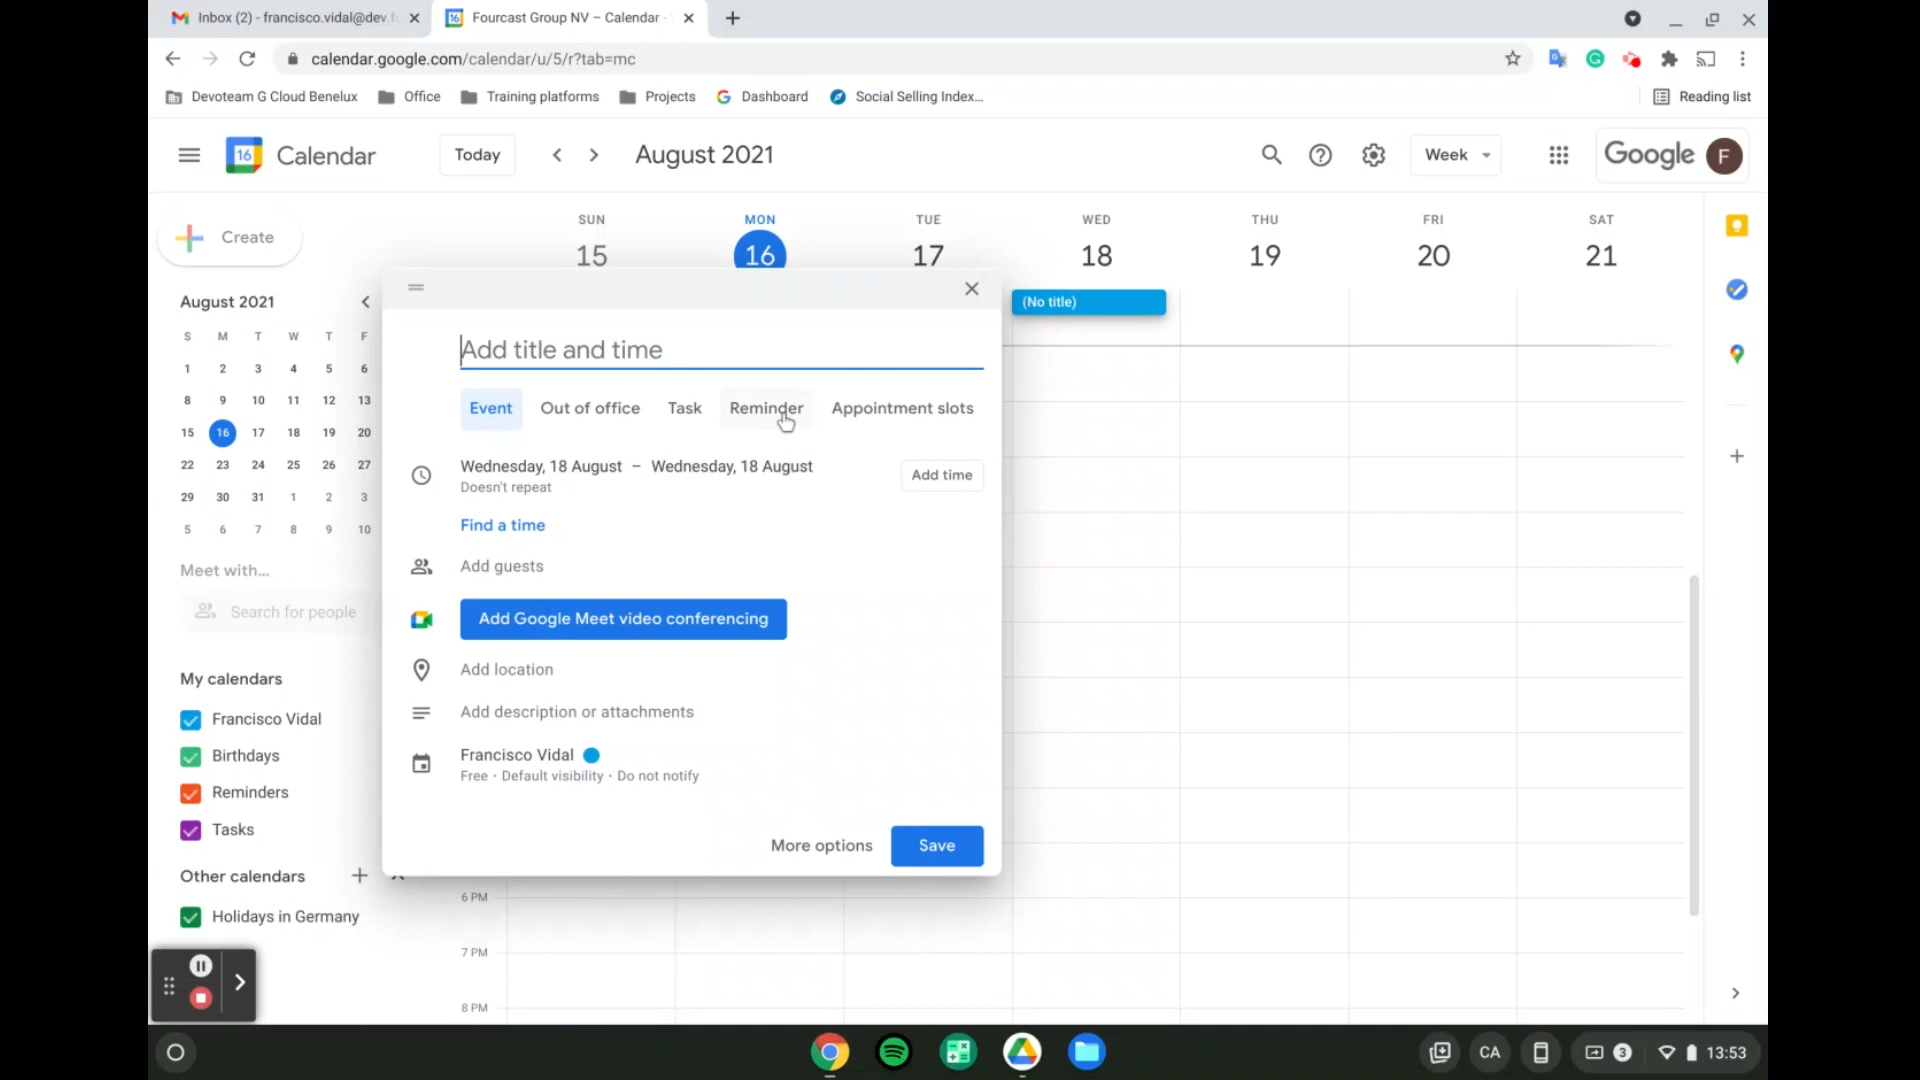 Inbox (2) - francisco.vidal@dev.f
Fourcast Group NV – Calendar -
calendar.google.com/calendar/u/5/r?tab=mc
Devoteam G Cloud Benelux
Office
Training platforms
Projects
Dashboard
Social Selling Index...
Reading list
16
Calendar
Today
August 2021
Week
Google
F
Create
SUN
MON
TUE
WED
THU
FRI
SAT
15
16
17
18
19
20
21
(No title)
August 2021
S M T W T F
1 2 3 4 5 6
8 9 10 11 12 13
15 16 17 18 19 20
22 23 24 25 26 27
29 30 31 1 2 3
5 6 7 8 9 10
Meet with...
Search for people
My calendars
Francisco Vidal
Birthdays
Reminders
Tasks
Other calendars
Holidays in Germany
Add title and time
Event
Out of office
Task
Reminder
Appointment slots
Wednesday, 18 August – Wednesday, 18 August
Doesn't repeat
Add time
Find a time
Add guests
Add Google Meet video conferencing
Add location
Add description or attachments
Francisco Vidal
Free · Default visibility · Do not notify
More options
Save
6 PM
7 PM
8 PM
CA
3
13:53